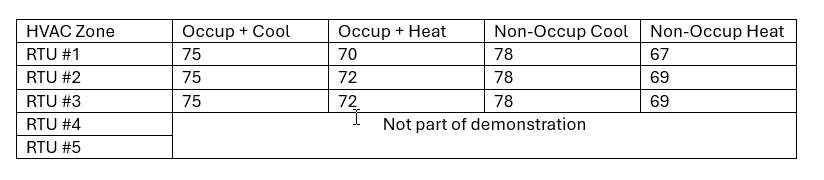 HVAC Zone Occup + Cool Occup + Heat Non-Occup Cool Non-Occup Heat
RTU #1 75 70 78 67
RTU #2 75 72 78 69
RTU #3 75 72 78 69
RTU #4 Not part of demonstration
RTU #5